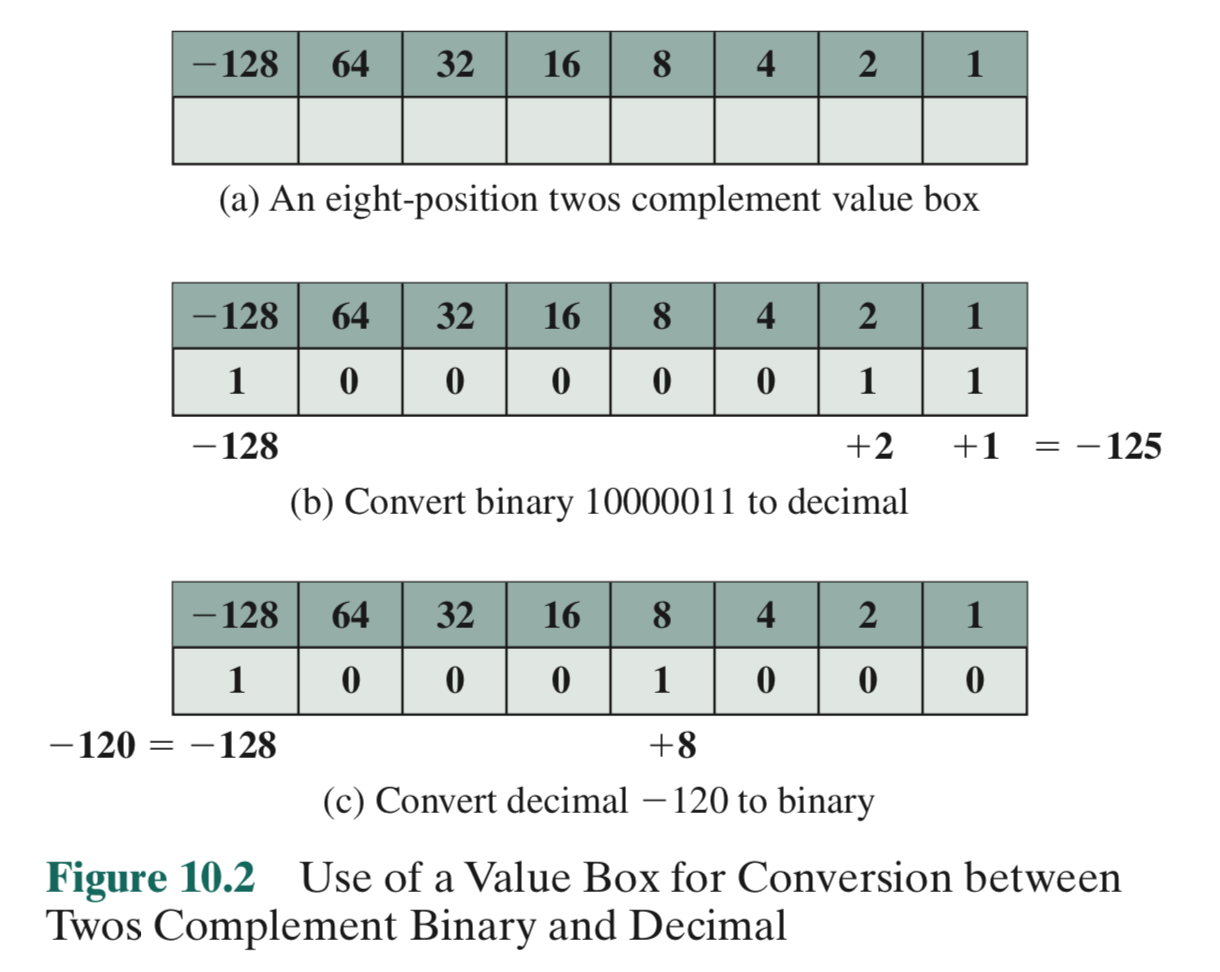 −128 64 32 16 8 4 2 1
(a) An eight-position twos complement value box
−128 64 32 16 8 4 2 1
1 0 0 0 0 0 1 1
−128 +2 +1 = −125
(b) Convert binary 10000011 to decimal
−128 64 32 16 8 4 2 1
1 0 0 0 1 0 0 0
−120 = −128 +8
(c) Convert decimal −120 to binary
Figure 10.2 Use of a Value Box for Conversion between
Twos Complement Binary and Decimal